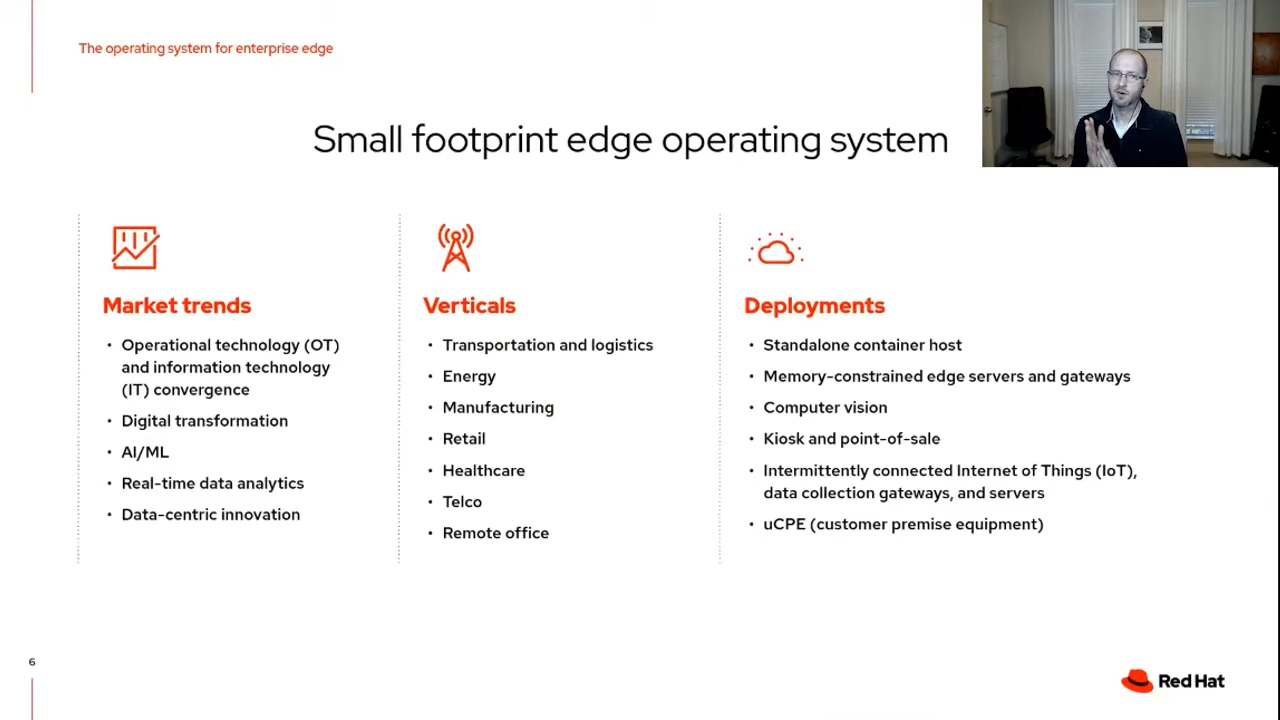 The operating system for enterprise edge
Small footprint edge operating system
Market trends
• Operational technology (OT)
and information technology
(IT) convergence
• Digital transformation
• AI/ML
• Real-time data analytics
• Data-centric innovation
Verticals
• Transportation and logistics
• Energy
• Manufacturing
• Retail
• Healthcare
• Telco
• Remote office
Deployments
• Standalone container host
• Memory-constrained edge servers and gateways
• Computer vision
• Kiosk and point-of-sale
• Intermittently connected Internet of Things (IoT),
data collection gateways, and servers
• uCPE (customer premise equipment)
6
Red Hat